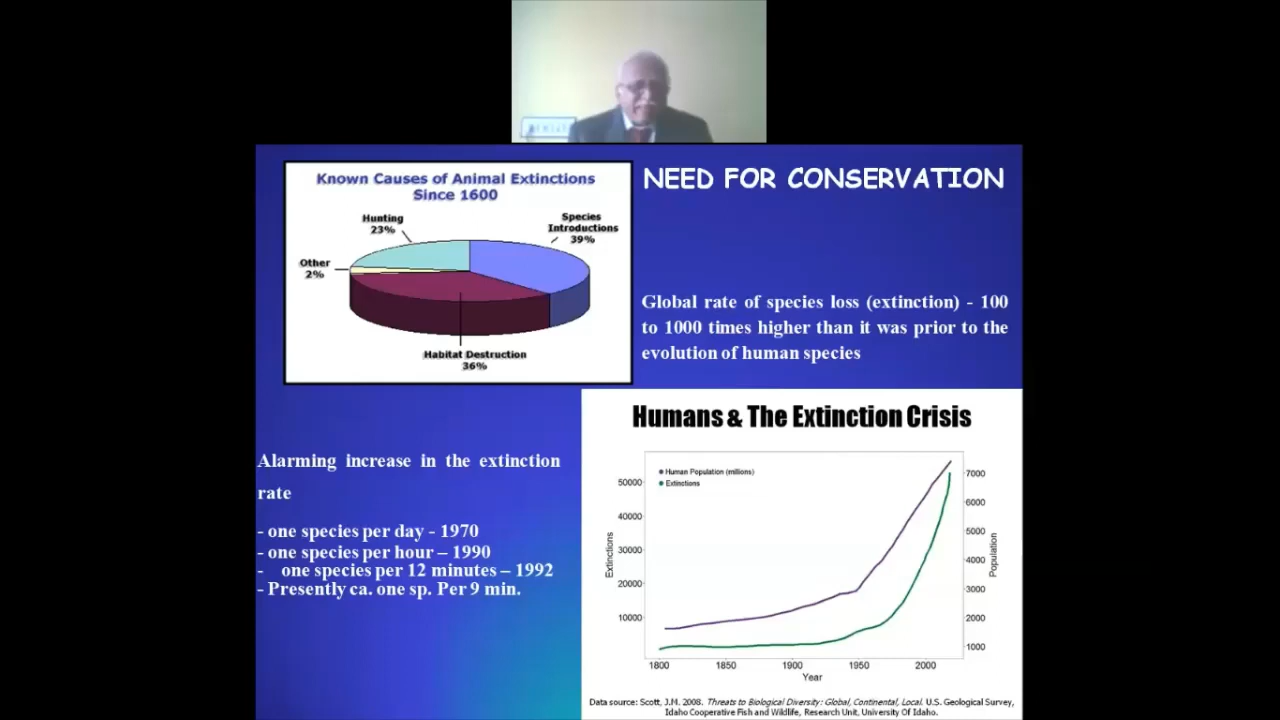 NEED FOR CONSERVATION
Known Causes of Animal Extinctions
Since 1600
Hunting
23%
Species
Introductions
39%
Other
2%
Habitat Destruction
36%
Global rate of species loss (extinction) - 100
to 1000 times higher than it was prior to the
evolution of human species
Alarming increase in the extinction
rate
- one species per day - 1970
- one species per hour – 1990
- one species per 12 minutes – 1992
- Presently ca. one sp. Per 9 min.
Humans & The Extinction Crisis
Human Population (millions)
Extinctions
50000
40000
30000
20000
10000
Extinctions
7000
6000
5000
4000
3000
2000
1000
Population
1800 1850 1900 1950 2000
Year
Data source: Scott, J.M. 2008. Threats to Biological Diversity: Global, Continental, Local. U.S. Geological Survey,
Idaho Cooperative Fish and Wildlife, Research Unit, University Of Idaho.